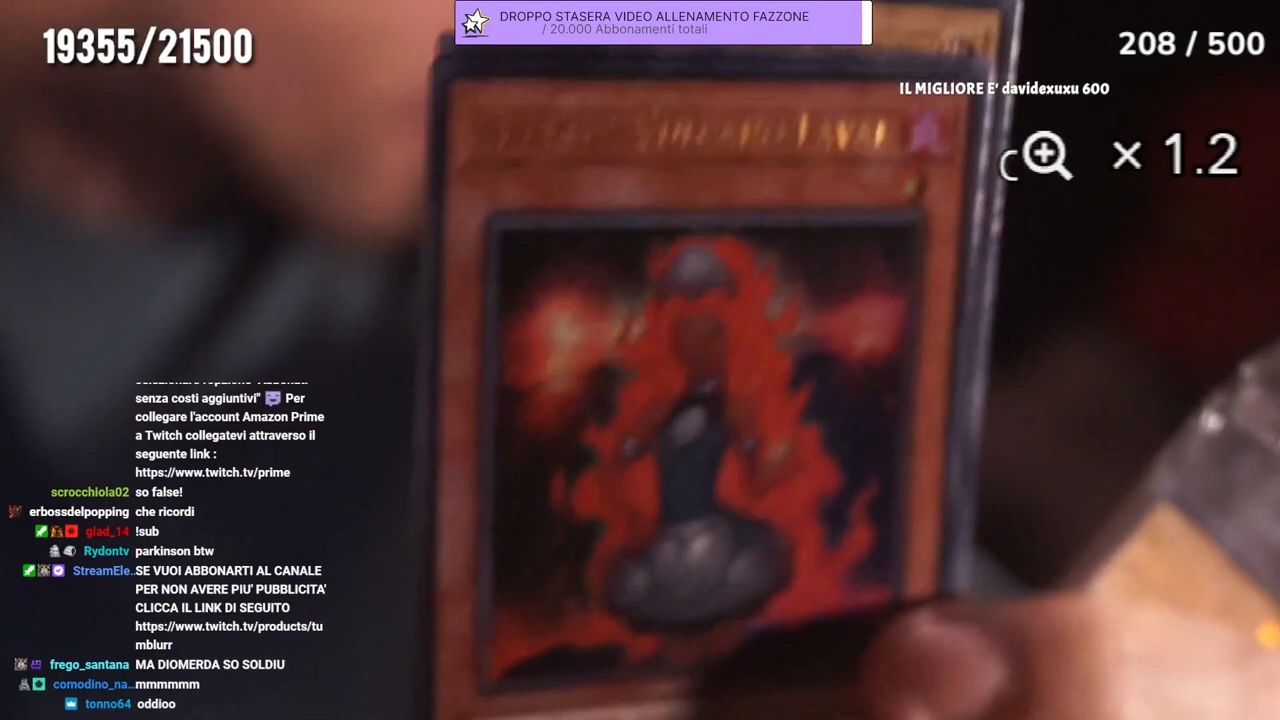 DROPPO STASERA VIDEO ALLENAMENTO FAZZONE
/ 20.000 Abbonamenti totali
19355/21500
208 / 500
IL MIGLIORE E' davidexuxu 600
× 1.2
Laval
senza costi aggiuntivi" Per
collegare l'account Amazon Prime
a Twitch collegatevi attraverso il
seguente link :
https://www.twitch.tv/prime
scrocchiola02 so false!
erbossdelpopping che ricordi
glad_14 !sub
Rydontv parkinson btw
StreamEle.. SE VUOI ABBONARTI AL CANALE
PER NON AVERE PIU' PUBBLICITA'
CLICCA IL LINK DI SEGUITO
https://www.twitch.tv/products/tu
mblurr
frego_santana MA DIOMERDA SO SOLDIU
comodino_na.. mmmmmm
tonno64 oddioo